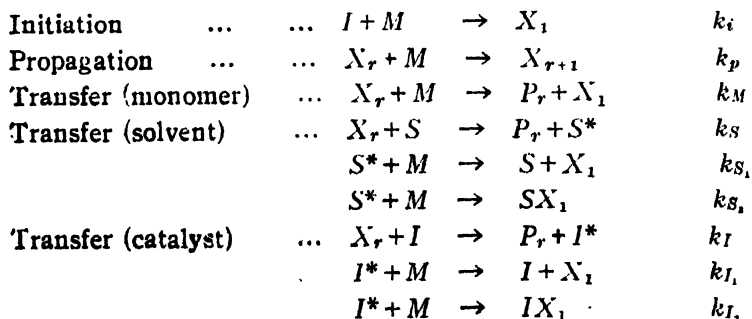 Initiation ... ... I + M → X₁ kᵢ
Propagation ... ... Xᵣ + M → Xᵣ₊₁ kₚ
Transfer (monomer) ... Xᵣ + M → Pᵣ + X₁ k_M
Transfer (solvent) ... Xᵣ + S → Pᵣ + S* k_S
S* + M → S + X₁ k_S₁
S* + M → SX₁ k_S₂
Transfer (catalyst) ... Xᵣ + I → Pᵣ + I* k_I
I* + M → I + X₁ k_I₁
I* + M → IX₁ k_I₂